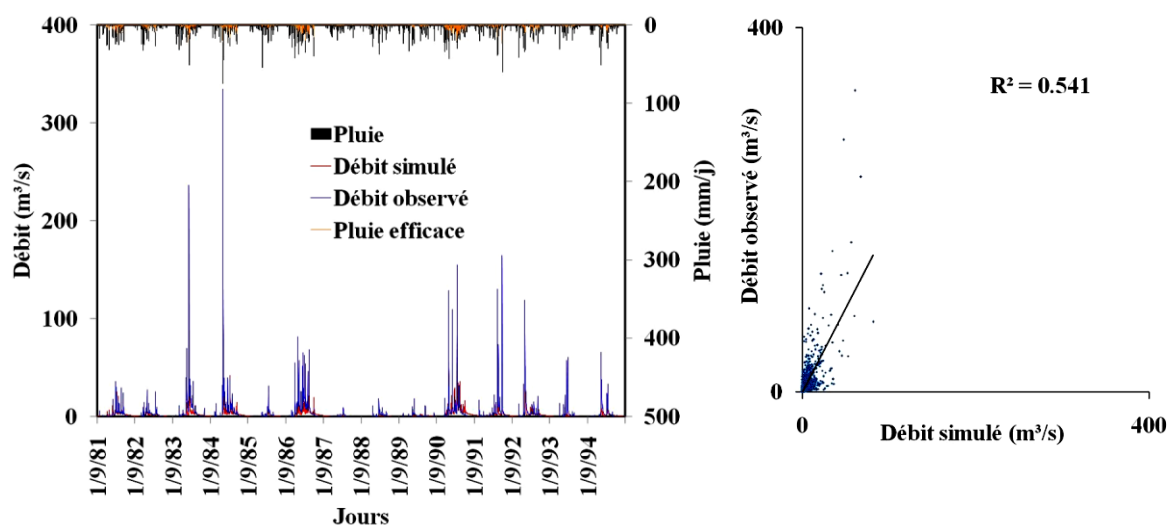 400
300
200
100
0
Débit (m³/s)
0
100
200
300
400
500
Pluie (mm/j)
Pluie
Débit simulé
Débit observé
Pluie efficace
1/9/81
1/9/82
1/9/83
1/9/84
1/9/85
1/9/86
1/9/87
1/9/88
1/9/89
1/9/90
1/9/91
1/9/92
1/9/93
1/9/94
Jours
400
0
Débit observé (m³/s)
R² = 0.541
0
400
Débit simulé (m³/s)